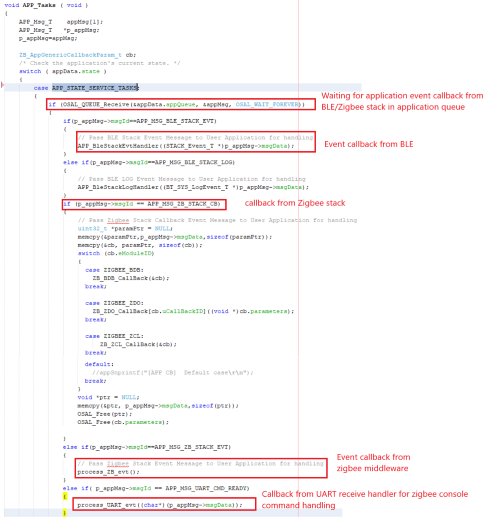 void APP_Tasks ( void )
{
APP_Msg_T    appMsg[1];
APP_Msg_T   *p_appMsg;
p_appMsg=appMsg;
ZB_AppGenericCallbackParam_t cb;
/* Check the application's current state. */
switch ( appData.state )
{
case APP_STATE_SERVICE_TASKS:
{
if (OSAL_QUEUE_Receive(&appData.appQueue, &appMsg, OSAL_WAIT_FOREVER))
Waiting for application event callback from
BLE/Zigbee stack in application queue
{
if(p_appMsg->msgId==APP_MSG_BLE_STACK_EVT)
{
// Pass BLE Stack Event Message to User Application for handling
APP_BleStackEvtHandler((STACK_Event_T *)p_appMsg->msgData);
Event callback from BLE
}
else if(p_appMsg->msgId==APP_MSG_BLE_STACK_LOG)
{
// Pass BLE LOG Event Message to User Application for handling
APP_BleStackLogHandler((BT_SYS_LogEvent_T *)p_appMsg->msgData);
}
if (p_appMsg->msgId == APP_MSG_ZB_STACK_CB)
callback from Zigbee stack
{
// Pass Zigbee Stack Callback Event Message to User Application for handling
uint32_t *paramPtr = NULL;
memcpy(&paramPtr,p_appMsg->msgData,sizeof(paramPtr));
memcpy(&cb, paramPtr, sizeof(cb));
switch (cb.eModuleID)
{
case ZIGBEE_BDB:
ZB_BDB_CallBack(&cb);
break;
case ZIGBEE_ZDO:
ZB_ZDO_CallBack[cb.uCallBackID]((void *)cb.parameters);
break;
case ZIGBEE_ZCL:
ZB_ZCL_CallBack(&cb);
break;
default:
//appSnprintf("[APP CB]  Default case\r\n");
break;
}
void *ptr = NULL;
memcpy(&ptr, p_appMsg->msgData,sizeof(ptr));
OSAL_Free(ptr);
OSAL_Free(cb.parameters);
}
else if(p_appMsg->msgId==APP_MSG_ZB_STACK_EVT)
{
// Pass Zigbee Stack Event Message to User Application for handling
process_ZB_evt();
Event callback from
zigbee middleware
}
else if( p_appMsg->msgId == APP_MSG_UART_CMD_READY)
{
process_UART_evt((char*)(p_appMsg->msgData));
Callback from UART receive handler for zigbee console
command handling
}